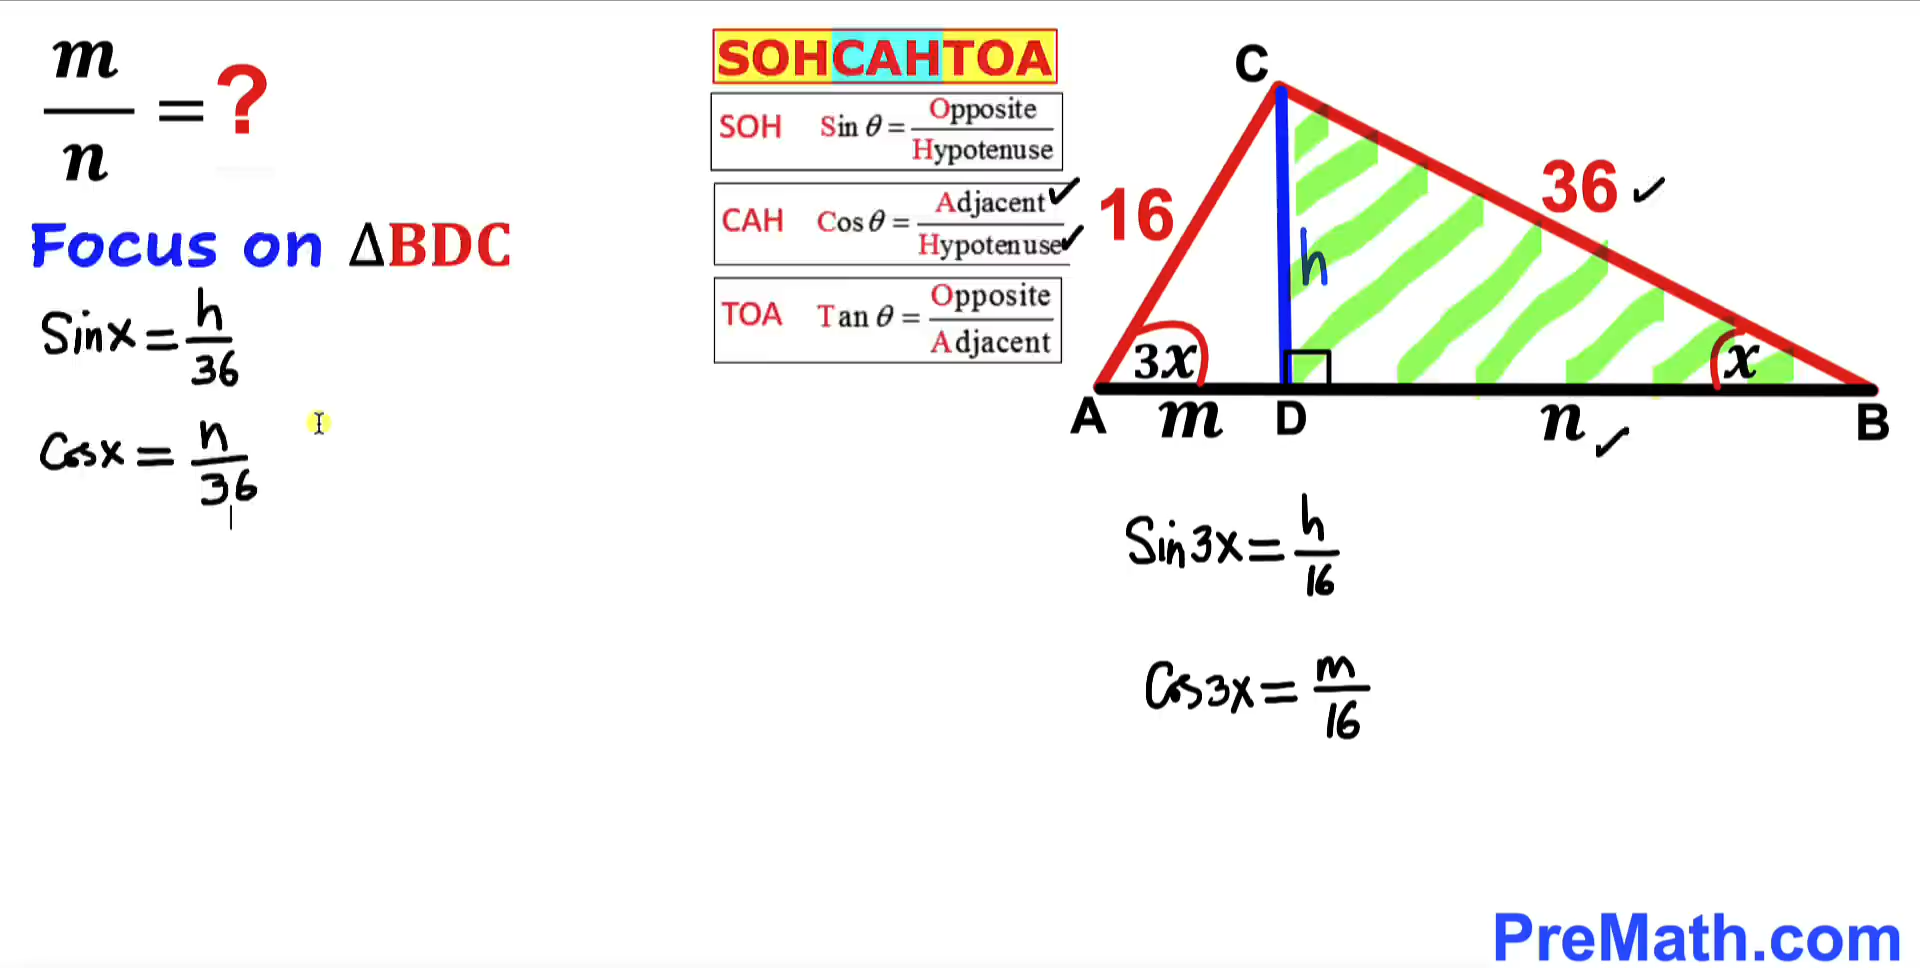 m/n = ?
Focus on ΔBDC
Sinx = h/36
Cosx = n/36
SOHCAHTOA
SOH Sin θ = Opposite/Hypotenuse
CAH Cos θ = Adjacent/Hypotenuse
TOA Tan θ = Opposite/Adjacent
C
16
36
h
3x
x
A
m
D
n
B
Sin3x = h/16
Cos3x = m/16
PreMath.com